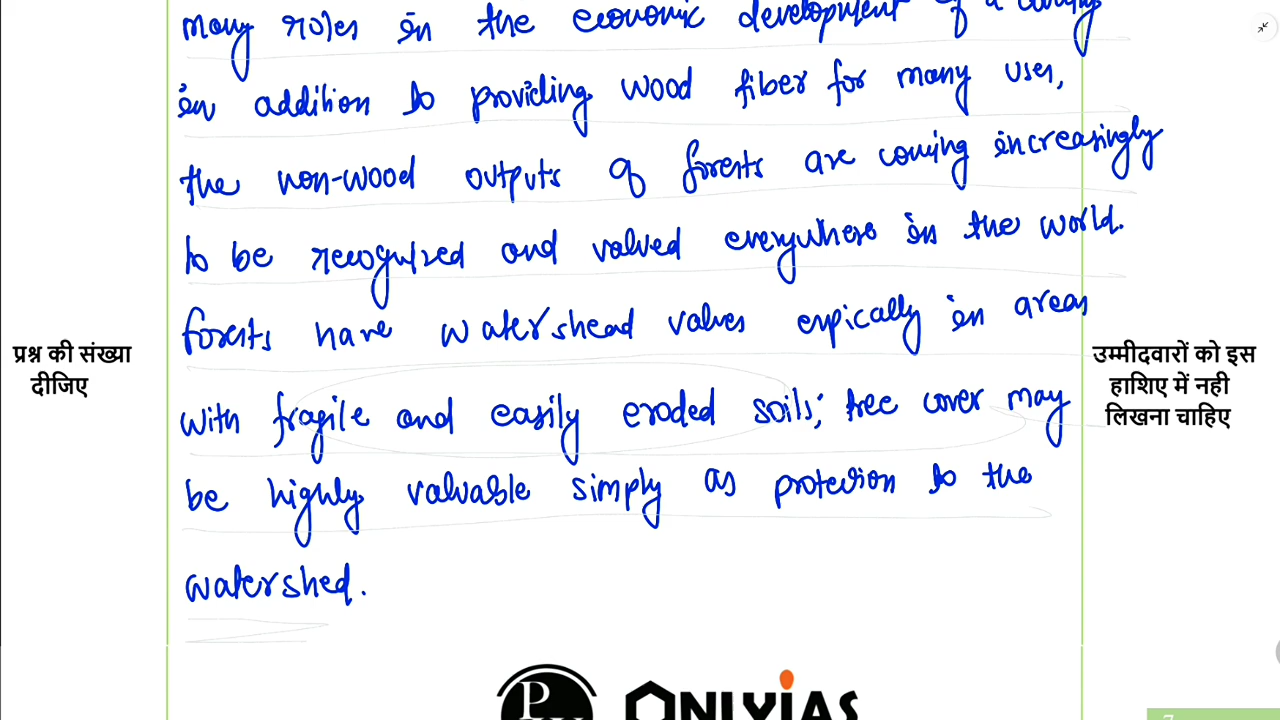 many roles in the economic development of a country
in addition to providing wood fiber for many uses,
the non-wood outputs of forests are coming increasingly
to be recognized and valued everywhere in the world.
forests have watershead values espically in areas
with fragile and easily eroded soils; tree cover may
be highly valuable simply as protection to the
watershed.
प्रश्न की संख्या
दीजिए
उम्मीदवारों को इस
हाशिए में नही
लिखना चाहिए
P
ONLYIAS
7